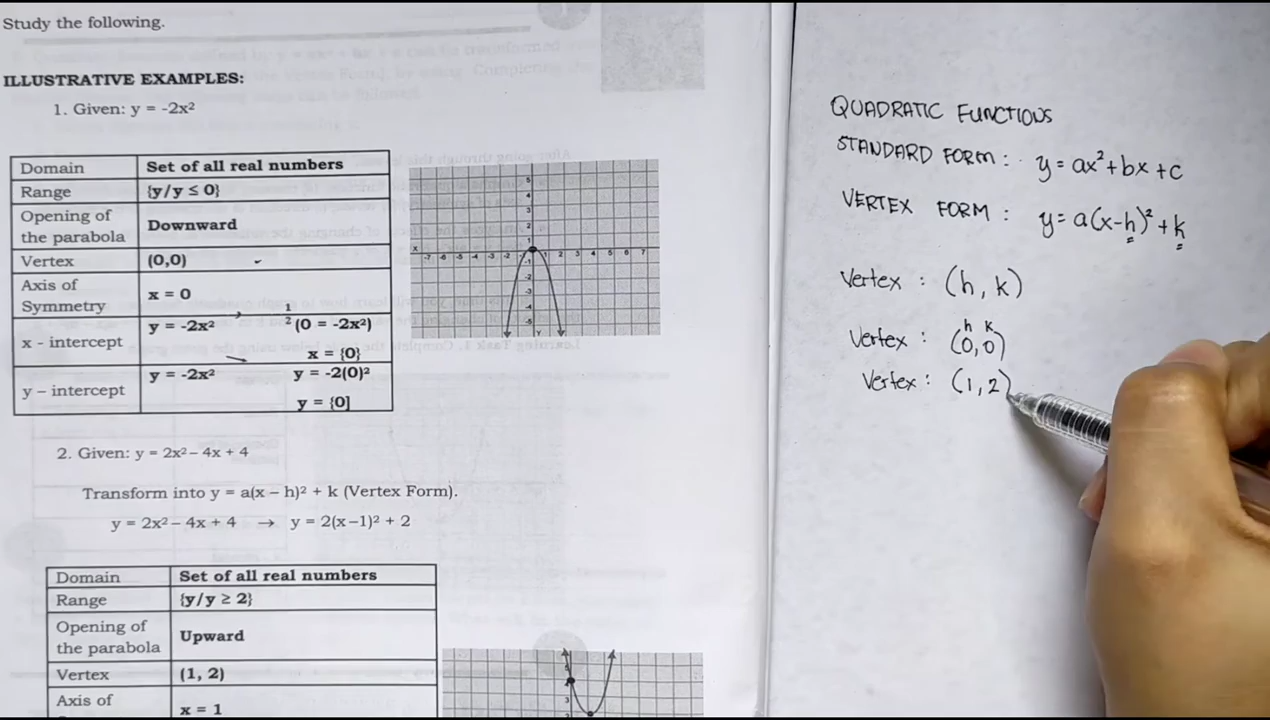 Study the following.
ILLUSTRATIVE EXAMPLES:
1. Given: y = -2x²
Domain Set of all real numbers
Range {y/y ≤ 0}
Opening of the parabola Downward
Vertex (0,0)
Axis of Symmetry x = 0
x - intercept y = -2x² 1 2 (0 = -2x²)
x = {0}
y – intercept y = -2x² y = -2(0)²
y = {0]
2. Given: y = 2x² – 4x + 4
Transform into y = a(x – h)² + k (Vertex Form).
y = 2x² – 4x + 4 → y = 2(x–1)² + 2
Domain Set of all real numbers
Range {y/y ≥ 2}
Opening of the parabola Upward
Vertex (1, 2)
Axis of x = 1
QUADRATIC FUNCTIONS
STANDARD FORM: y = ax² + bx + c
VERTEX FORM : y = a(x-h)² + k
Vertex : (h, k)
h k
Vertex : (0, 0)
Vertex : (1, 2)